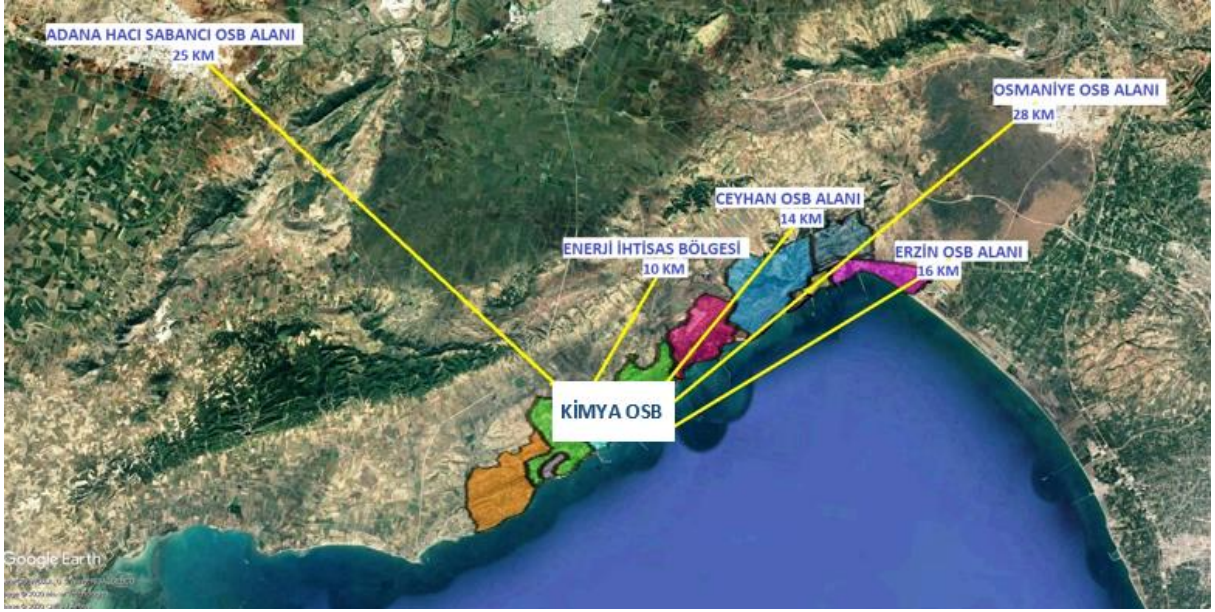 ADANA HACI SABANCI OSB ALANI
25 KM
OSMANİYE OSB ALANI
28 KM
CEYHAN OSB ALANI
14 KM
ENERJİ İHTİSAS BÖLGESİ
10 KM
ERZİN OSB ALANI
16 KM
KİMYA OSB
Google Earth